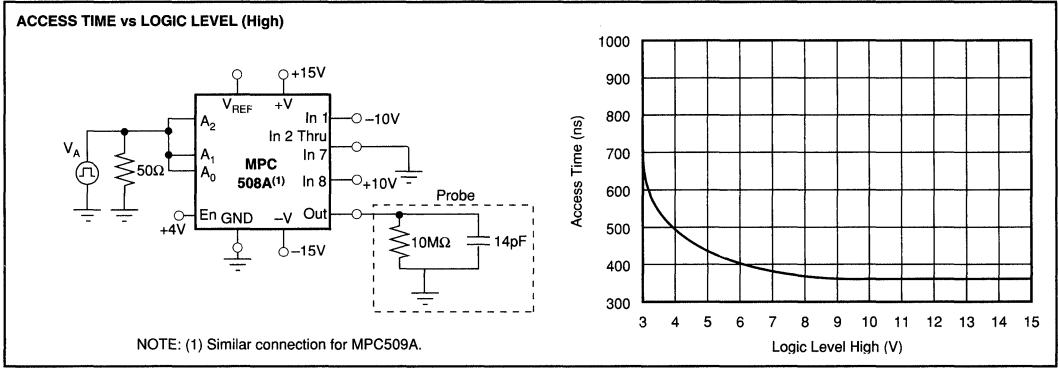 ACCESS TIME vs LOGIC LEVEL (High)
+15V
VREF
+V
A2
In 1
−10V
In 2 Thru
VA
A1
In 7
50Ω
A0
MPC
508A(1)
In 8
+10V
Probe
En
GND
−V
Out
+4V
10MΩ
14pF
−15V
NOTE: (1) Similar connection for MPC509A.
1000
900
800
700
600
500
400
300
Access Time (ns)
3 4 5 6 7 8 9 10 11 12 13 14 15
Logic Level High (V)